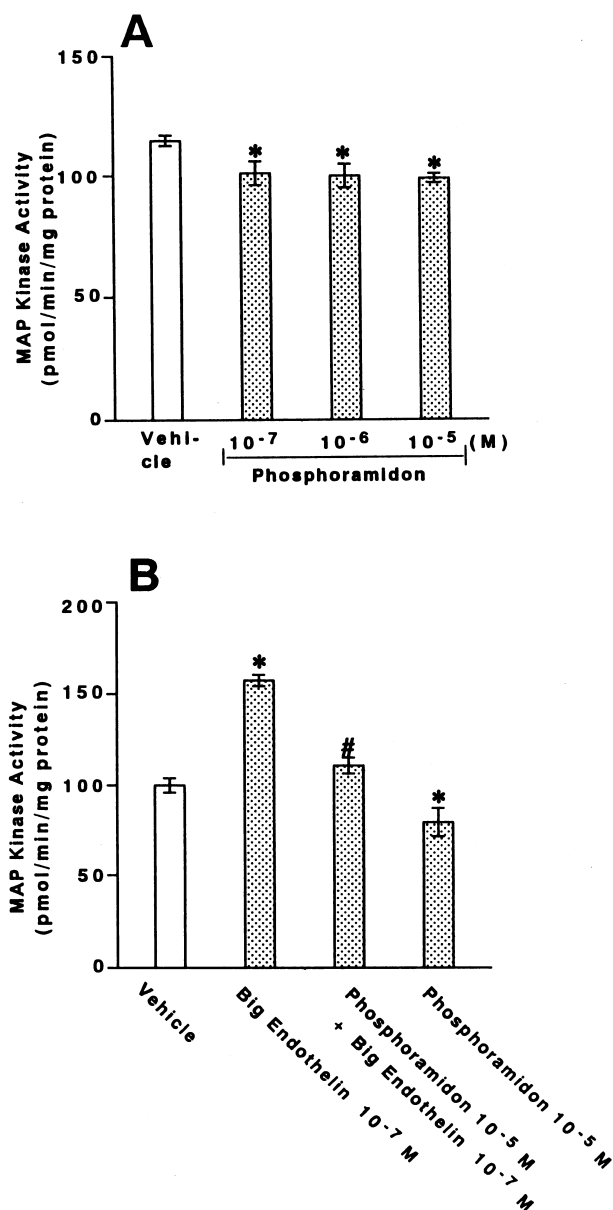 A
150
100
50
0
MAP Kinase Activity
(pmol/min/mg protein)
* * *
Vehi-
cle
10-7 10-6 10-5 (M)
Phosphoramidon
B
200
150
100
50
0
MAP Kinase Activity
(pmol/min/mg protein)
* # *
Vehicle
Big Endothelin 10-7 M
Phosphoramidon 10-5 M
+ Big Endothelin 10-7 M
Phosphoramidon 10-5 M